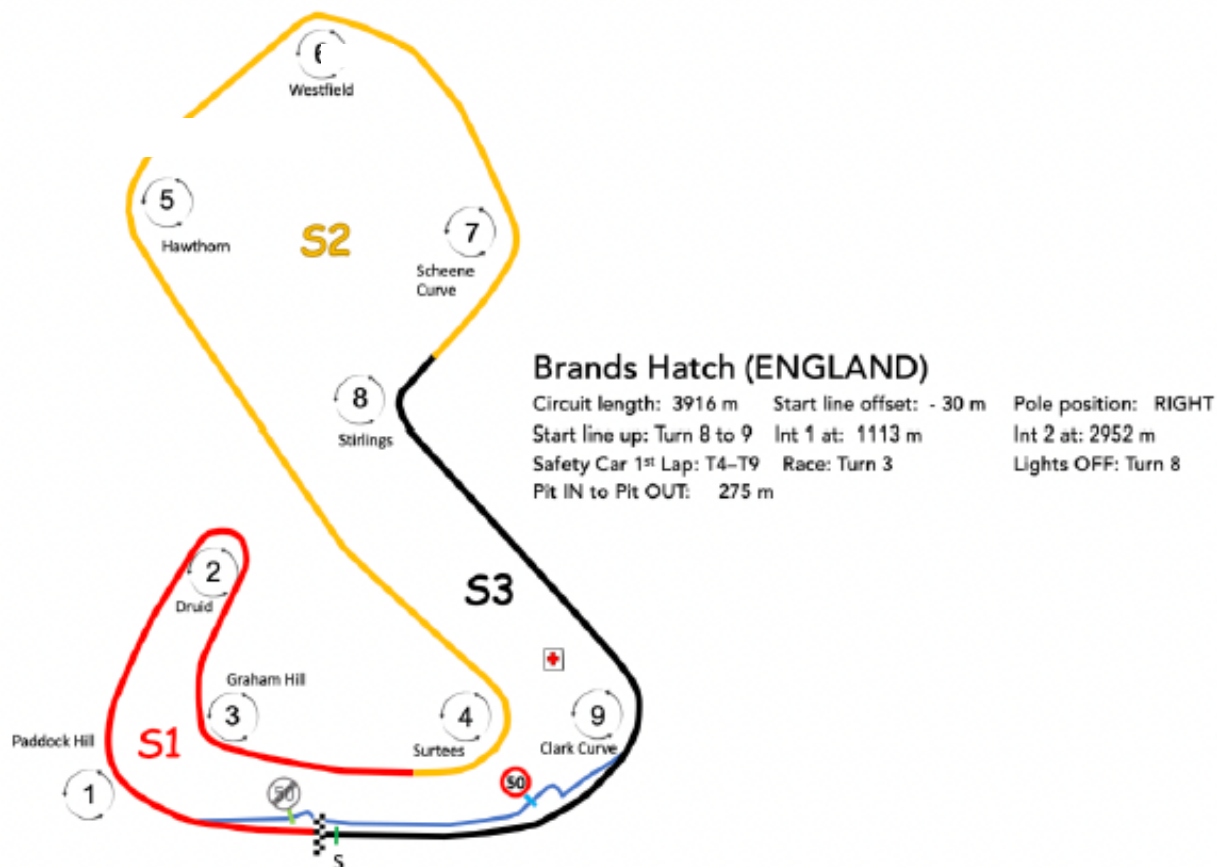 6
Westfield
5
Hawthorn
S2
7
Scheene
Curve
Brands Hatch (ENGLAND)
Circuit length: 3916 m Start line offset: - 30 m Pole position: RIGHT
Start line up: Turn 8 to 9 Int 1 at: 1113 m Int 2 at: 2952 m
Safety Car 1st Lap: T4–T9 Race: Turn 3 Lights OFF: Turn 8
Pit IN to Pit OUT: 275 m
8
Stirlings
2
Druid
S3
Graham Hill
3
4
Surtees
9
Clark Curve
Paddock Hill
S1
1
50
50
S